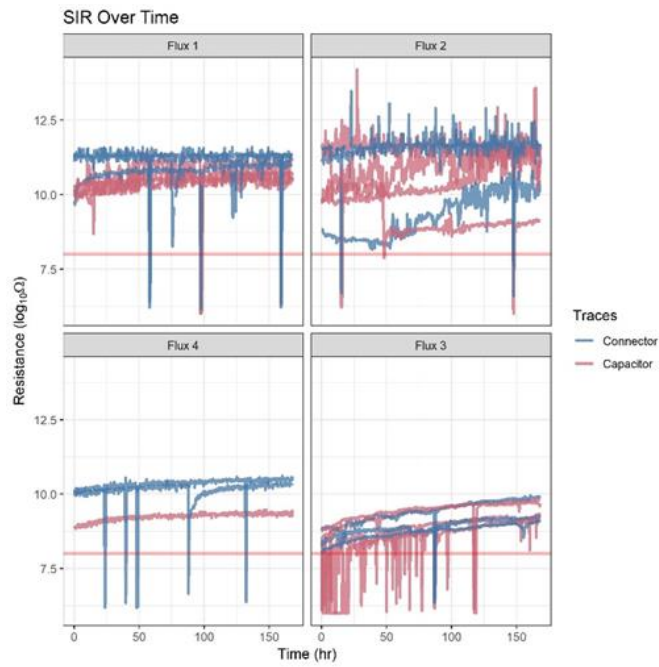 SIR Over Time
Flux 1
Flux 2
12.5
10.0
7.5
Flux 4
Flux 3
12.5
10.0
7.5
0 50 100 150
0 50 100 150
Time (hr)
Resistance (log₁₀Ω)
Traces
Connector
Capacitor